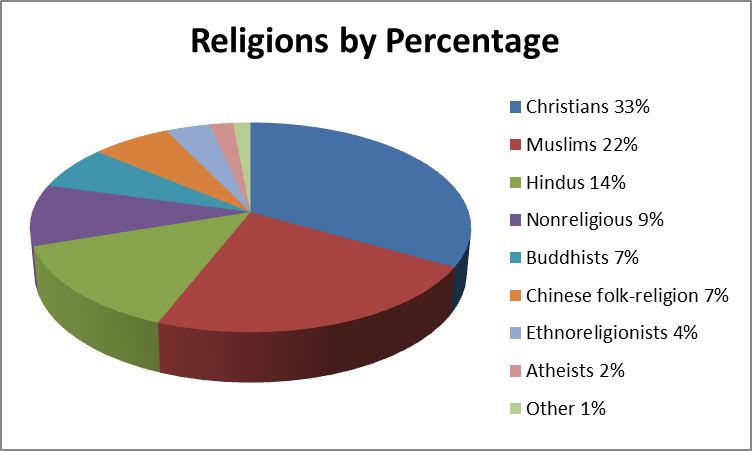 Religions by Percentage
Christians 33%
Muslims 22%
Hindus 14%
Nonreligious 9%
Buddhists 7%
Chinese folk-religion 7%
Ethnoreligionists 4%
Atheists 2%
Other 1%